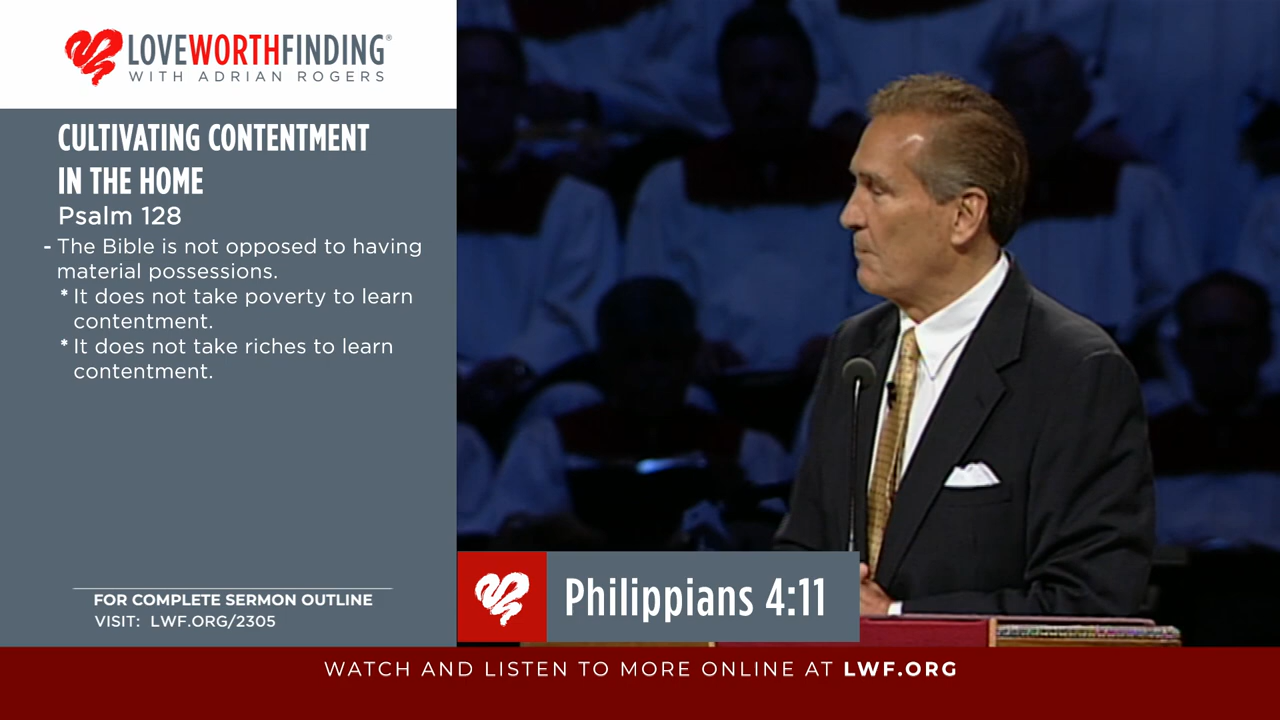 LOVEWORTHFINDING®
WITH ADRIAN ROGERS
CULTIVATING CONTENTMENT
IN THE HOME
Psalm 128
- The Bible is not opposed to having
material possessions.
* It does not take poverty to learn
contentment.
* It does not take riches to learn
contentment.
FOR COMPLETE SERMON OUTLINE
VISIT: LWF.ORG/2305
Philippians 4:11
WATCH AND LISTEN TO MORE ONLINE AT LWF.ORG